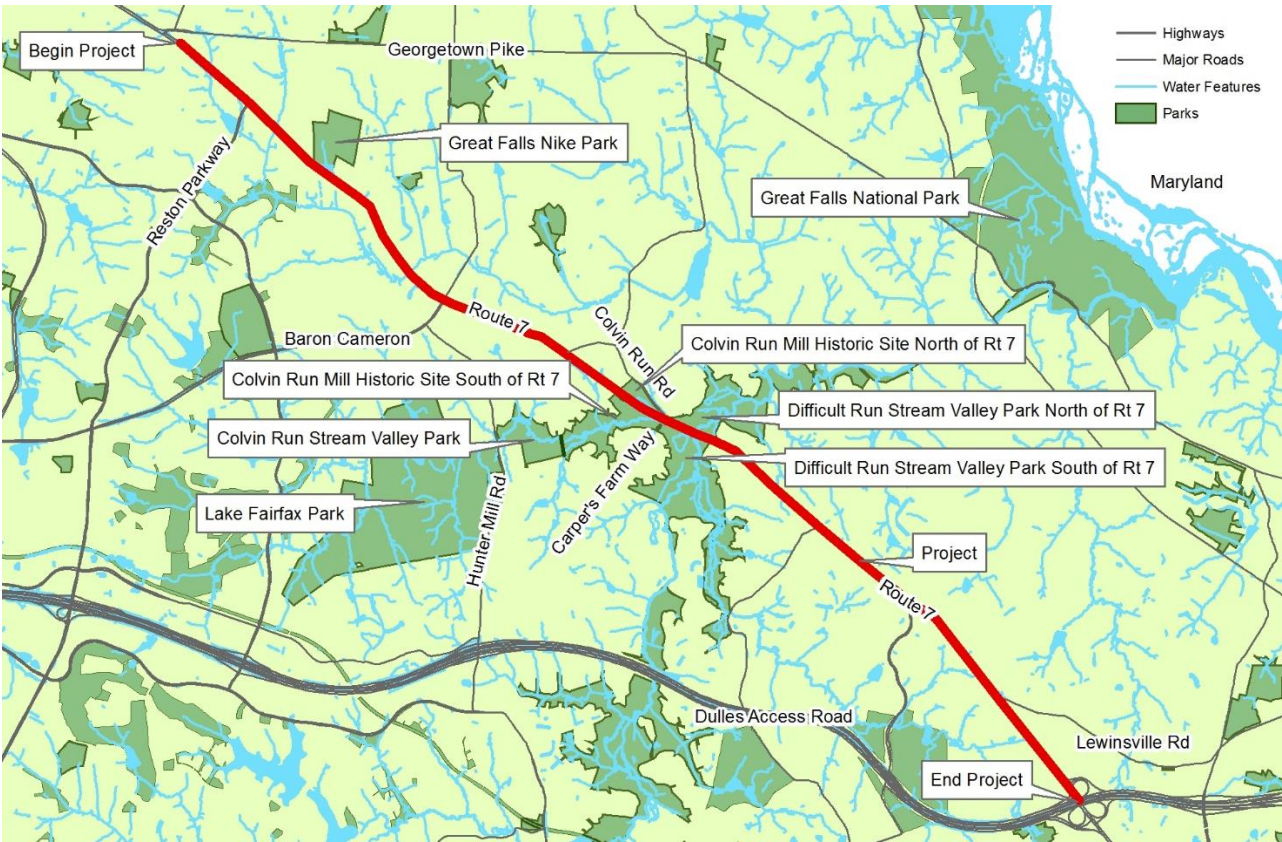 Begin Project
Georgetown Pike
Highways
Major Roads
Water Features
Parks
Great Falls Nike Park
Reston Parkway
Great Falls National Park
Maryland
Route 7
Baron Cameron
Colvin Run Rd
Colvin Run Mill Historic Site North of Rt 7
Colvin Run Mill Historic Site South of Rt 7
Difficult Run Stream Valley Park North of Rt 7
Colvin Run Stream Valley Park
Carper's Farm Way
Difficult Run Stream Valley Park South of Rt 7
Lake Fairfax Park
Hunter Mill Rd
Project
Route 7
Dulles Access Road
Lewinsville Rd
End Project